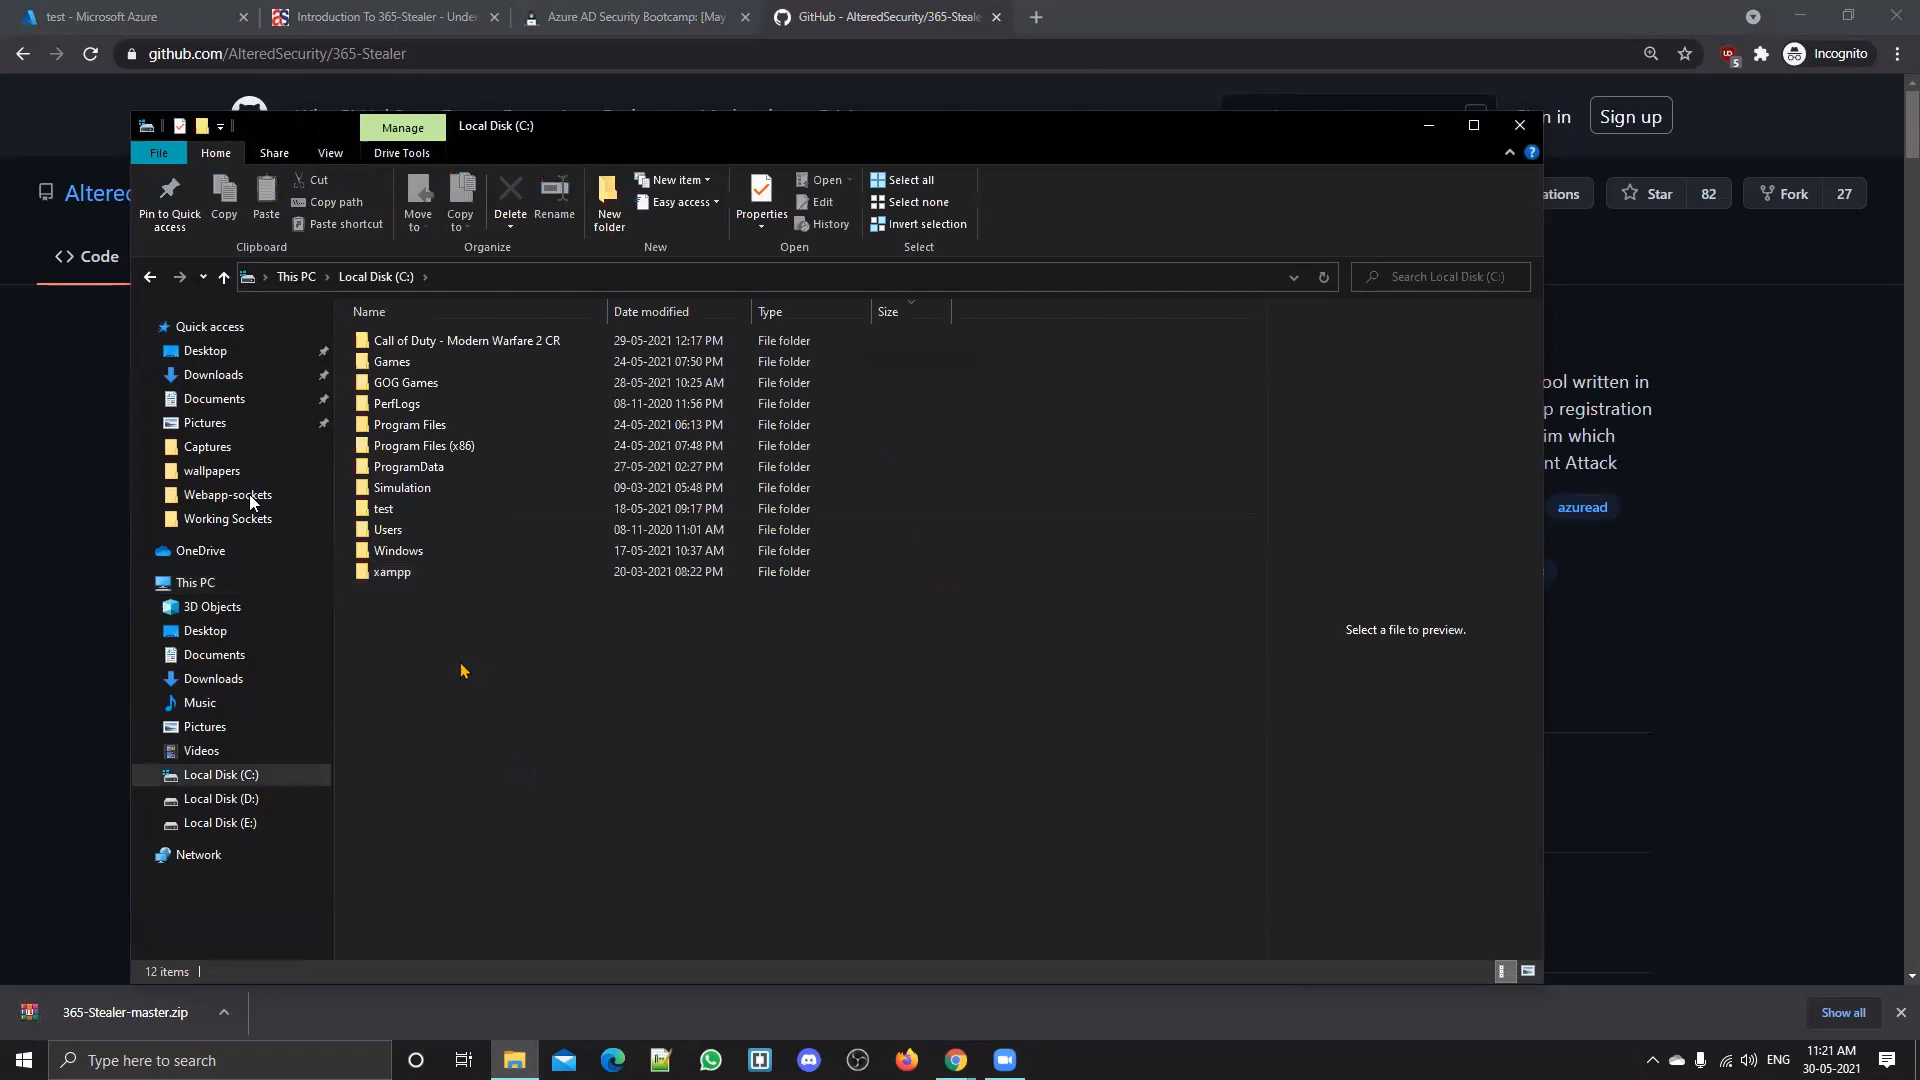 test - Microsoft Azure
Introduction To 365-Stealer - Under
Azure AD Security Bootcamp: [May
GitHub - AlteredSecurity/365-Steale
github.com/AlteredSecurity/365-Stealer
Incognito
n in
Sign up
Manage
Local Disk (C:)
File
Home
Share
View
Drive Tools
Pin to Quick access
Copy
Paste
Cut
Copy path
Paste shortcut
Clipboard
Move to
Copy to
Delete
Rename
Organize
New folder
New item
Easy access
New
Properties
Open
Edit
History
Open
Select all
Select none
Invert selection
Select
Altere
ations
Star
82
Fork
27
Code
This PC
Local Disk (C:)
Search Local Disk (C:)
Name
Date modified
Type
Size
Quick access
Desktop
Downloads
Documents
Pictures
Captures
wallpapers
Webapp-sockets
Working Sockets
OneDrive
This PC
3D Objects
Desktop
Documents
Downloads
Music
Pictures
Videos
Local Disk (C:)
Local Disk (D:)
Local Disk (E:)
Network
Call of Duty - Modern Warfare 2 CR 29-05-2021 12:17 PM File folder
Games 24-05-2021 07:50 PM File folder
GOG Games 28-05-2021 10:25 AM File folder
PerfLogs 08-11-2020 11:56 PM File folder
Program Files 24-05-2021 06:13 PM File folder
Program Files (x86) 24-05-2021 07:48 PM File folder
ProgramData 27-05-2021 02:27 PM File folder
Simulation 09-03-2021 05:48 PM File folder
test 18-05-2021 09:17 PM File folder
Users 08-11-2020 11:01 AM File folder
Windows 17-05-2021 10:37 AM File folder
xampp 20-03-2021 08:22 PM File folder
Select a file to preview.
ool written in
p registration
im which
nt Attack
azuread
12 items
365-Stealer-master.zip
Show all
Type here to search
ENG
11:21 AM
30-05-2021